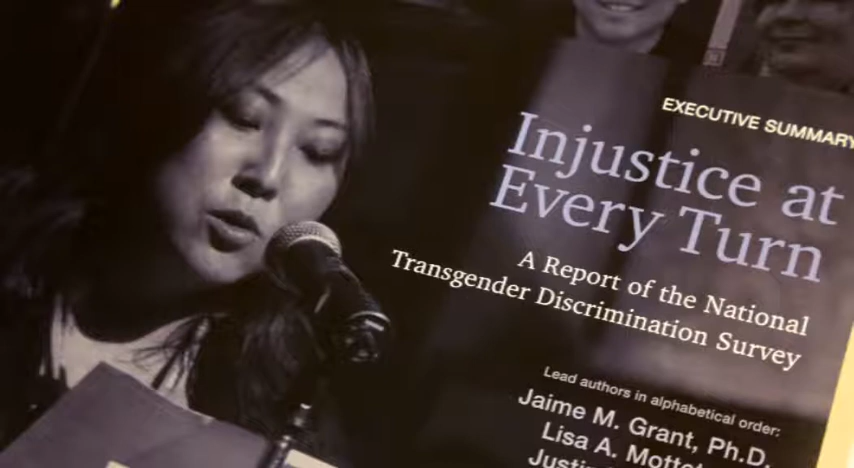 EXECUTIVE SUMMARY
Injustice at
Every Turn
A Report of the National
Transgender Discrimination Survey
Lead authors in alphabetical order:
Jaime M. Grant, Ph.D.
Lisa A.